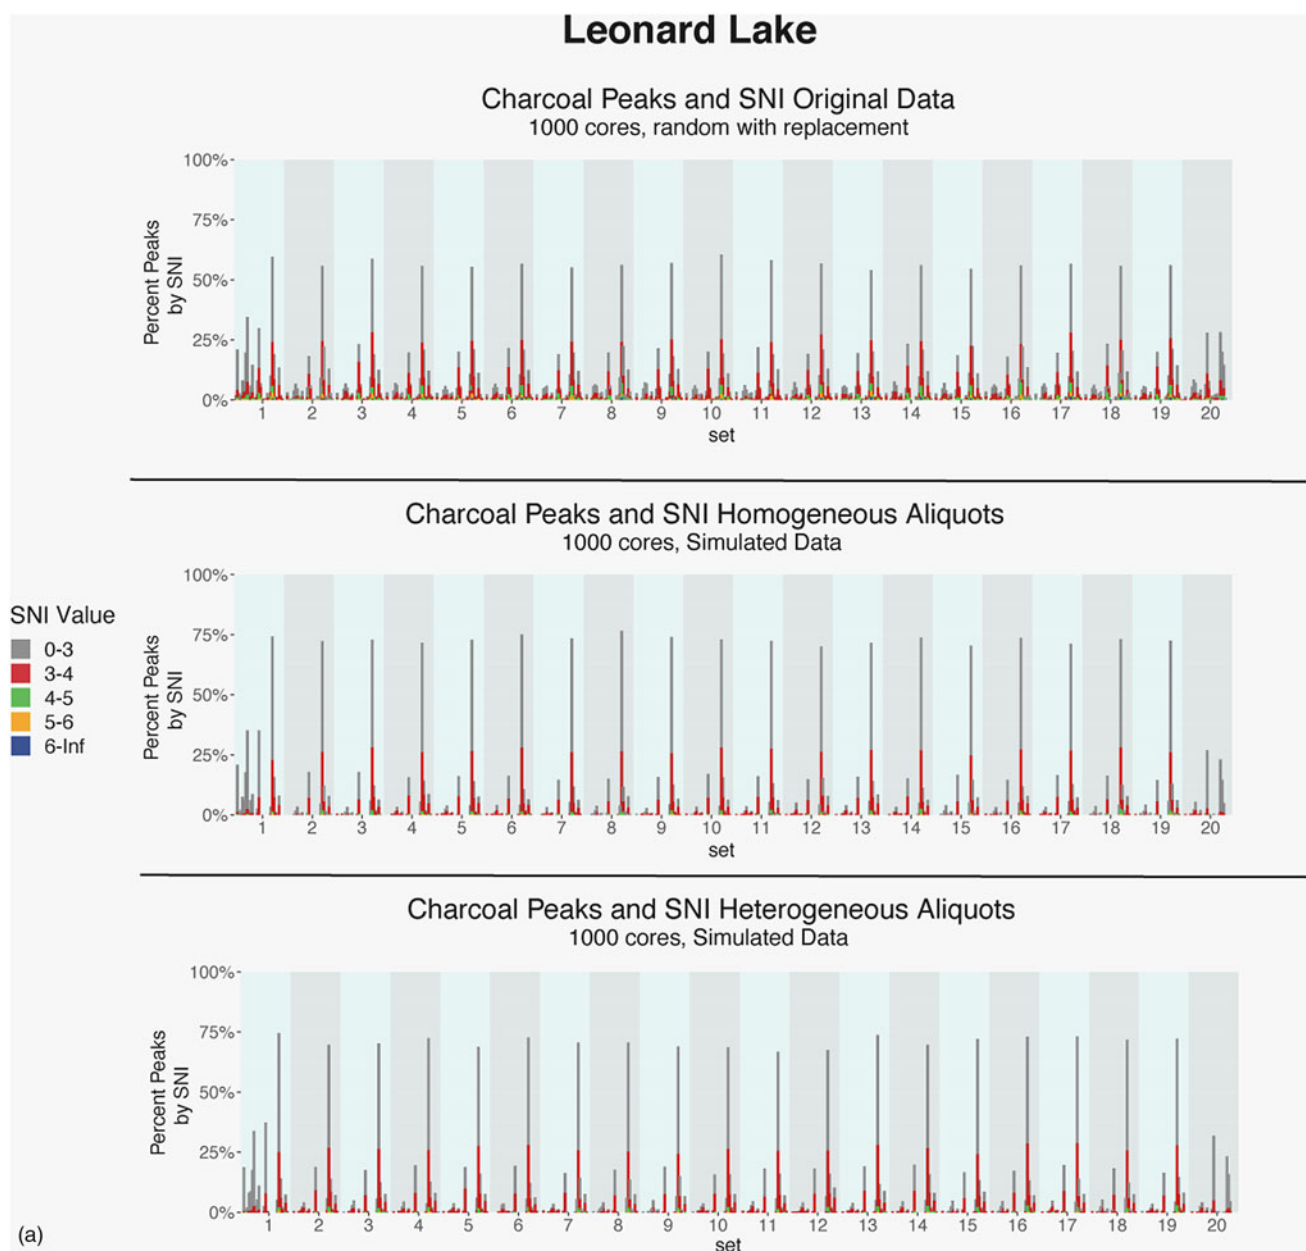 Leonard Lake
Charcoal Peaks and SNI Original Data
1000 cores, random with replacement
100%
75%
50%
25%
0%
Percent Peaks
by SNI
1 2 3 4 5 6 7 8 9 10 11 12 13 14 15 16 17 18 19 20
set
Charcoal Peaks and SNI Homogeneous Aliquots
1000 cores, Simulated Data
100%
75%
50%
25%
0%
Percent Peaks
by SNI
1 2 3 4 5 6 7 8 9 10 11 12 13 14 15 16 17 18 19 20
set
SNI Value
0-3
3-4
4-5
5-6
6-Inf
Charcoal Peaks and SNI Heterogeneous Aliquots
1000 cores, Simulated Data
100%
75%
50%
25%
0%
Percent Peaks
by SNI
1 2 3 4 5 6 7 8 9 10 11 12 13 14 15 16 17 18 19 20
set
(a)